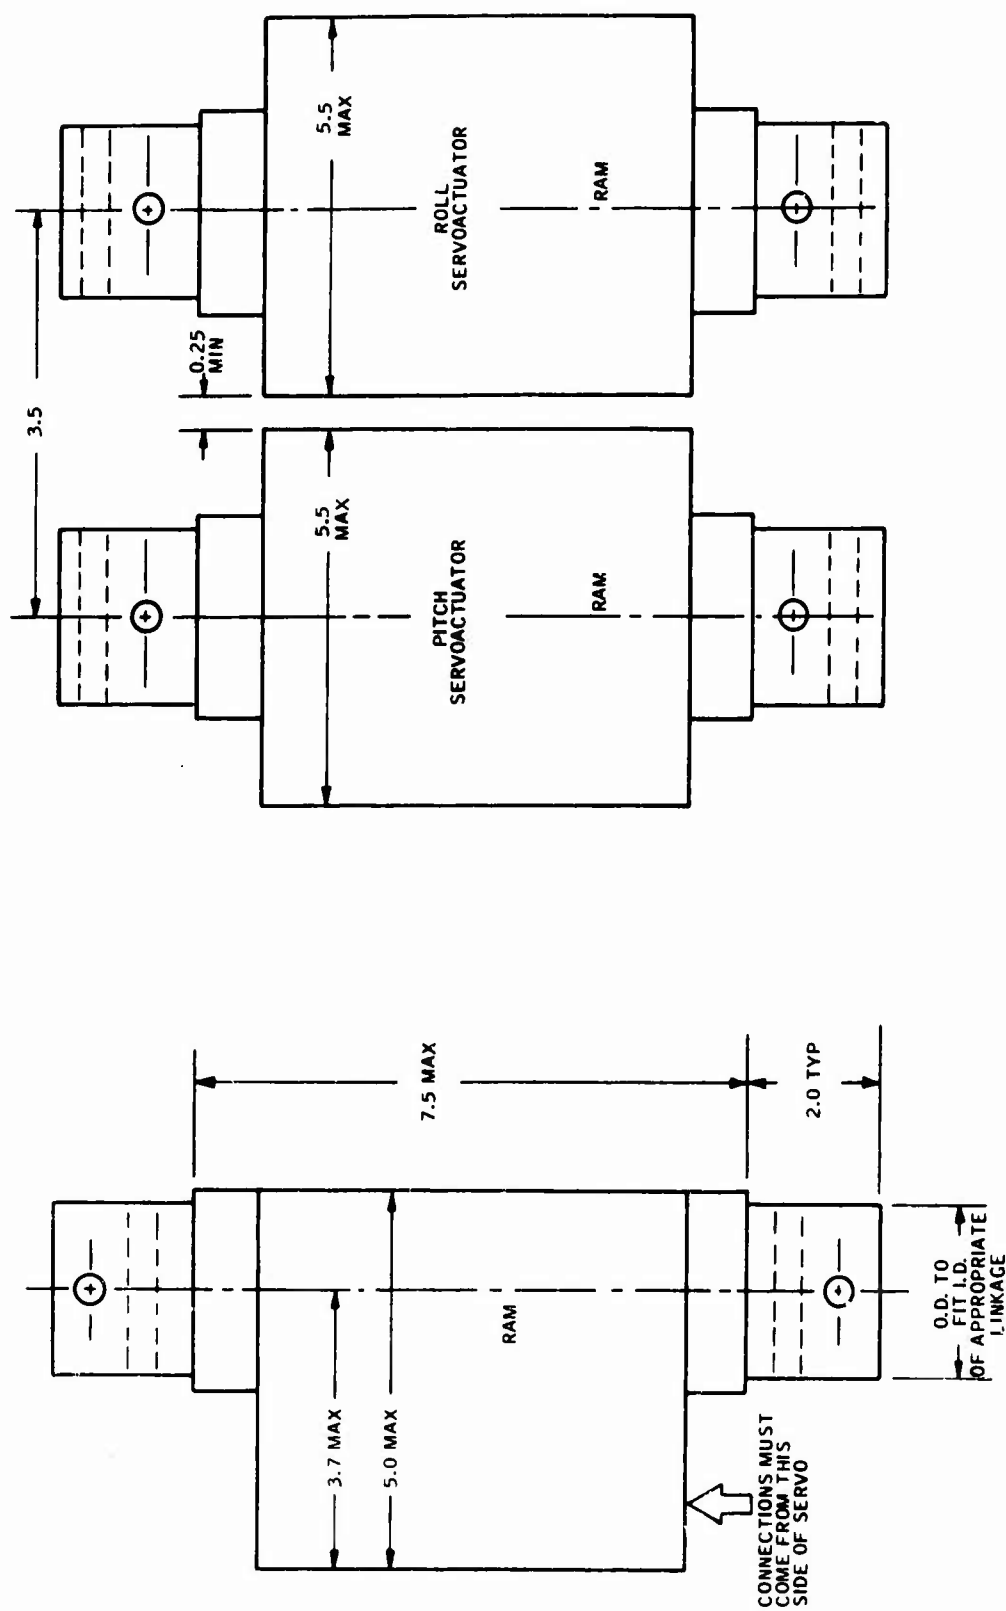 3.5
0.25
MIN
5.5
MAX
5.5
MAX
PITCH
SERVOACTUATOR
ROLL
SERVOACTUATOR
RAM
RAM
7.5 MAX
2.0 TYP
3.7 MAX
5.0 MAX
RAM
O.D. TO
FIT I.D.
OF APPROPRIATE
LINKAGE
CONNECTIONS MUST
COME FROM THIS
SIDE OF SERVO